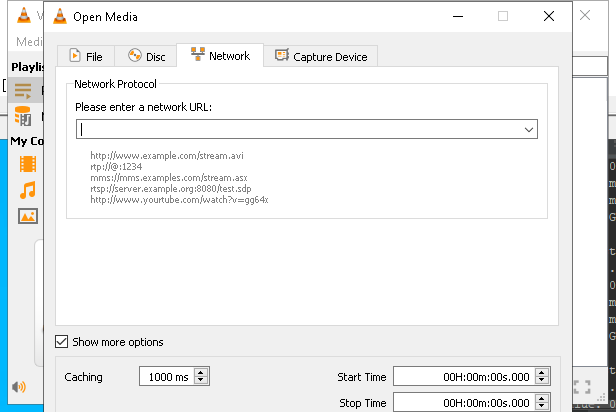 Open Media
Medi
File
Disc
Network
Capture Device
Playlis
Network Protocol
Please enter a network URL:
http://www.example.com/stream.avi
rtp://@:1234
mms://mms.examples.com/stream.asx
rtsp://server.example.org:8080/test.sdp
http://www.yourtube.com/watch?v=gg64x
My Co
Show more options
Caching
1000 ms
Start Time
00H:00m:00s.000
Stop Time
00H:00m:00s.000